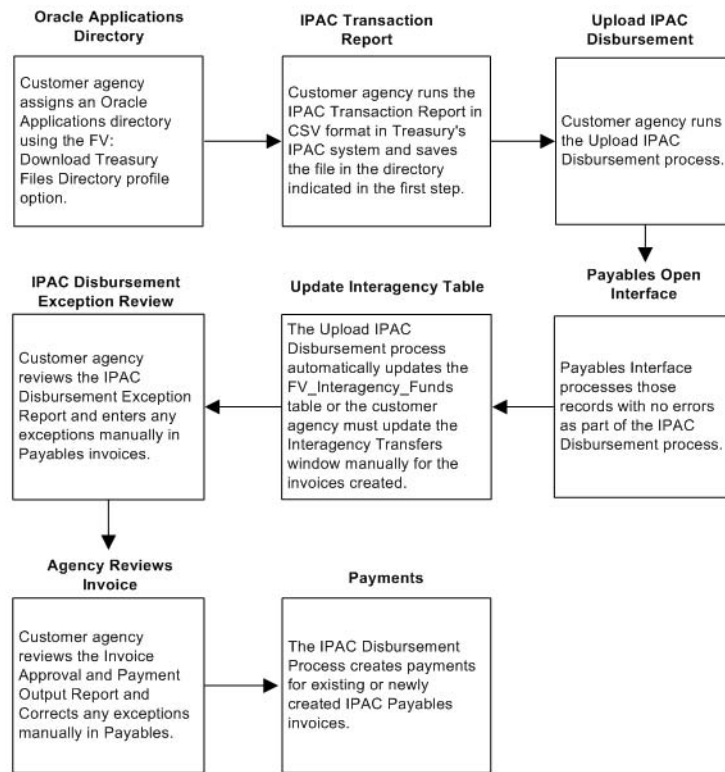 Oracle Applications
Directory
Customer agency
assigns an Oracle
Applications directory
using the FV:
Download Treasury
Files Directory profile
option.
IPAC Transaction
Report
Customer agency runs the
IPAC Transaction Report in
CSV format in Treasury's
IPAC system and saves
the file in the directory
indicated in the first step.
Upload IPAC
Disbursement
Customer agency runs
the Upload IPAC
Disbursement process.
Payables Open
Interface
Payables Interface
processes those
records with no errors
as part of the IPAC
Disbursement process.
Update Interagency Table
The Upload IPAC
Disbursement process
automatically updates the
FV_Interagency_Funds
table or the customer
agency must update the
Interagency Transfers
window manually for the
invoices created.
IPAC Disbursement
Exception Review
Customer agency
reviews the IPAC
Disbursement Exception
Report and enters any
exceptions manually in
Payables invoices.
Agency Reviews
Invoice
Customer agency
reviews the Invoice
Approval and Payment
Output Report and
Corrects any exceptions
manually in Payables.
Payments
The IPAC Disbursement
Process creates payments
for existing or newly
created IPAC Payables
invoices.